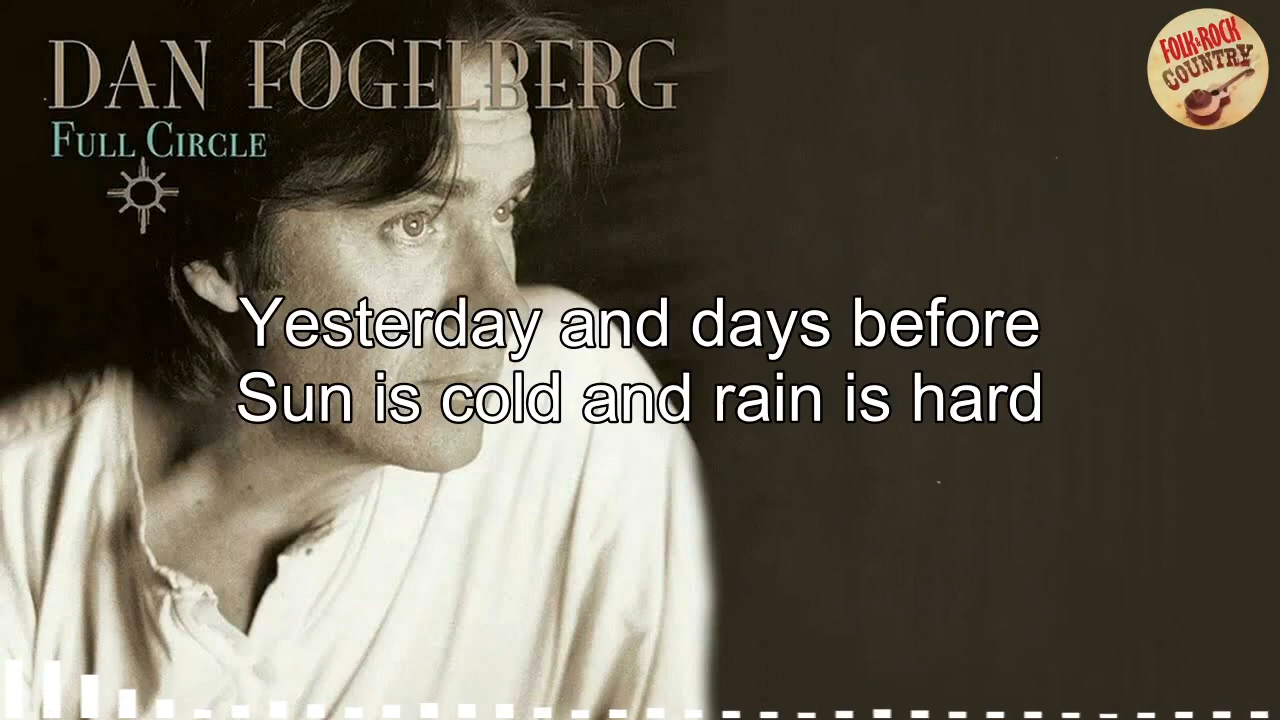 DAN FOGELBERG
FULL CIRCLE
FOLK & ROCK
COUNTRY
Yesterday and days before
Sun is cold and rain is hard